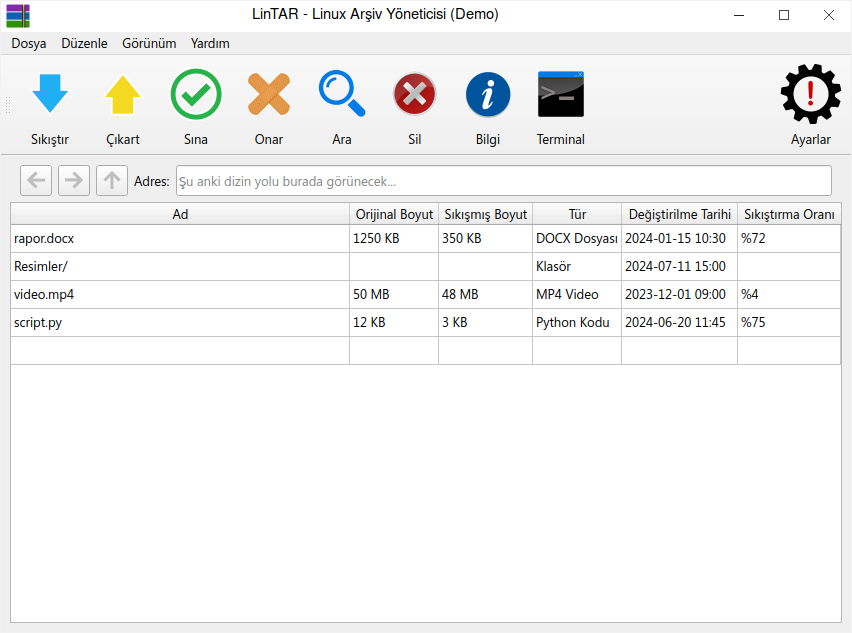 LinTAR - Linux Arşiv Yöneticisi (Demo)
Dosya Düzenle Görünüm Yardım
Sıkıştır Çıkart Sına Onar Ara Sil Bilgi Terminal Ayarlar
Adres: Şu anki dizin yolu burada görünecek...
Ad Orijinal Boyut Sıkışmış Boyut Tür Değiştirilme Tarihi Sıkıştırma Oranı
rapor.docx 1250 KB 350 KB DOCX Dosyası 2024-01-15 10:30 %72
Resimler/ Klasör 2024-07-11 15:00
video.mp4 50 MB 48 MB MP4 Video 2023-12-01 09:00 %4
script.py 12 KB 3 KB Python Kodu 2024-06-20 11:45 %75